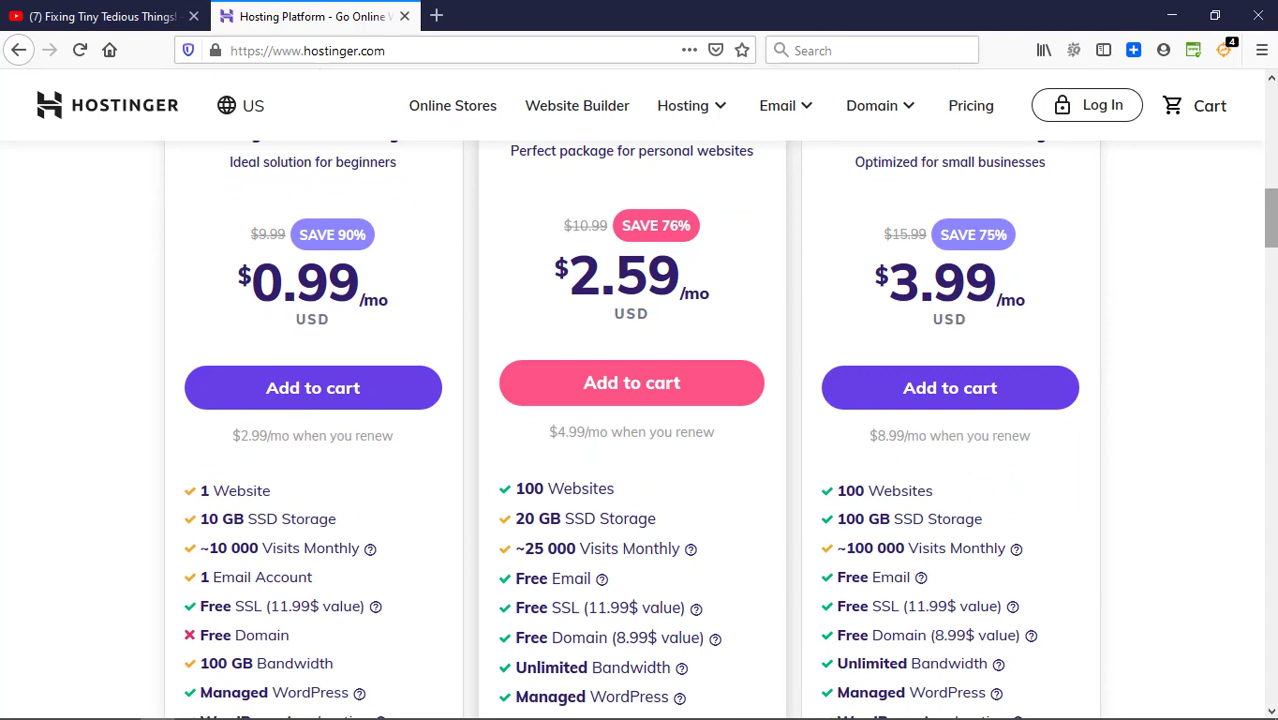 (7) Fixing Tiny Tedious Things!
Hosting Platform - Go Online W
https://www.hostinger.com
Search
4
HOSTINGER
US
Online Stores
Website Builder
Hosting
Email
Domain
Pricing
Log In
Cart
Ideal solution for beginners
$9.99 SAVE 90%
$0.99/mo
USD
Add to cart
$2.99/mo when you renew
1 Website
10 GB SSD Storage
~10 000 Visits Monthly
1 Email Account
Free SSL (11.99$ value)
Free Domain
100 GB Bandwidth
Managed WordPress
Perfect package for personal websites
$10.99 SAVE 76%
$2.59/mo
USD
Add to cart
$4.99/mo when you renew
100 Websites
20 GB SSD Storage
~25 000 Visits Monthly
Free Email
Free SSL (11.99$ value)
Free Domain (8.99$ value)
Unlimited Bandwidth
Managed WordPress
Optimized for small businesses
$15.99 SAVE 75%
$3.99/mo
USD
Add to cart
$8.99/mo when you renew
100 Websites
100 GB SSD Storage
~100 000 Visits Monthly
Free Email
Free SSL (11.99$ value)
Free Domain (8.99$ value)
Unlimited Bandwidth
Managed WordPress